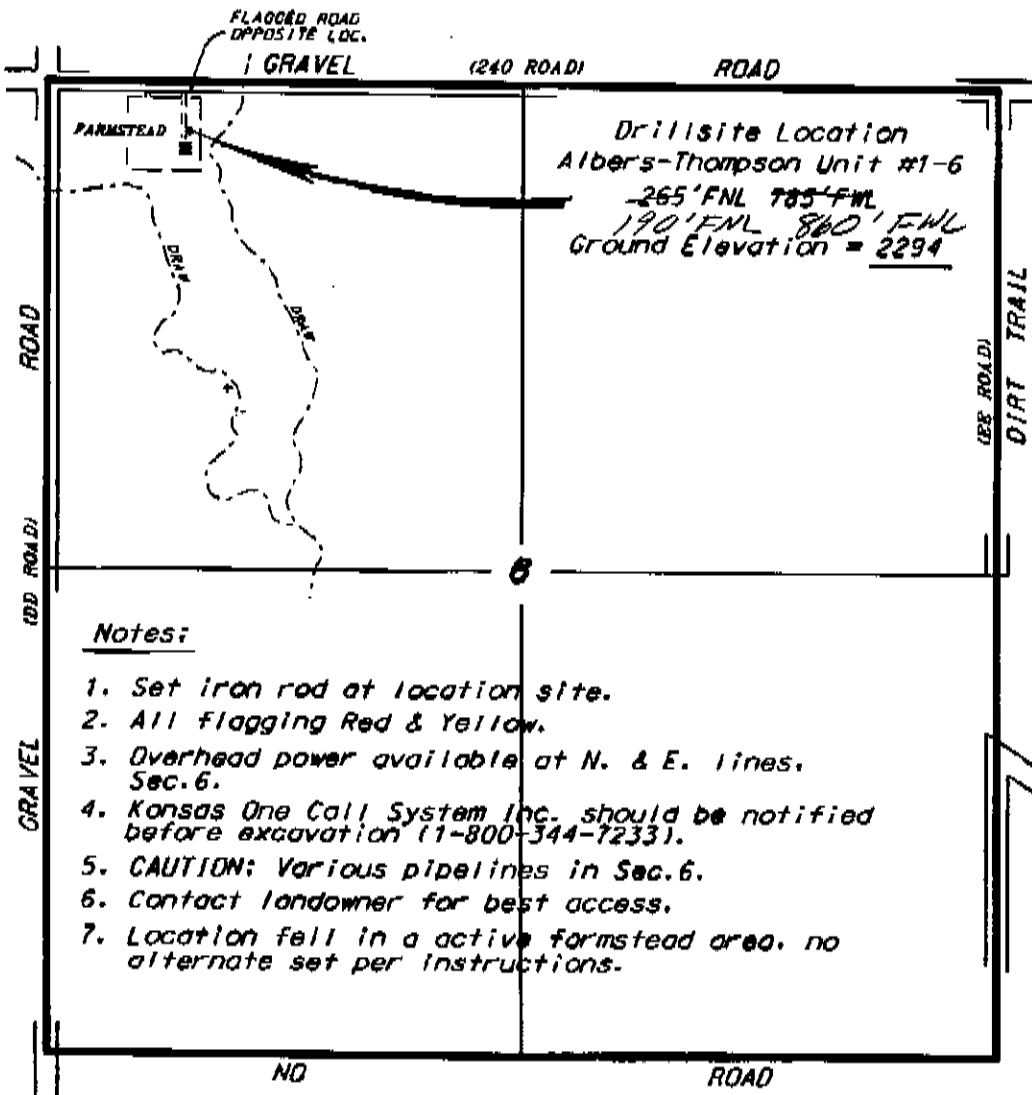 FLAGGED ROAD
OPPOSITE LOC.
GRAVEL (240 ROAD) ROAD
FARMSTEAD
Drillsite Location
Albers-Thompson Unit #1-6
265'FNL 785'FWL
190'FNL 860'FWL
Ground Elevation = 2294
DRAW
DRAW
ROAD
(DD ROAD)
GRAVEL
(EE ROAD)
DIRT TRAIL
6
Notes:
1. Set iron rod at location site.
2. All flagging Red & Yellow.
3. Overhead power available at N. & E. lines.
Sec.6.
4. Kansas One Call System Inc. should be notified
before excavation (1-800-344-7233).
5. CAUTION: Various pipelines in Sec.6.
6. Contact landowner for best access.
7. Location fell in a active farmstead area. no
alternate set per instructions.
NO ROAD